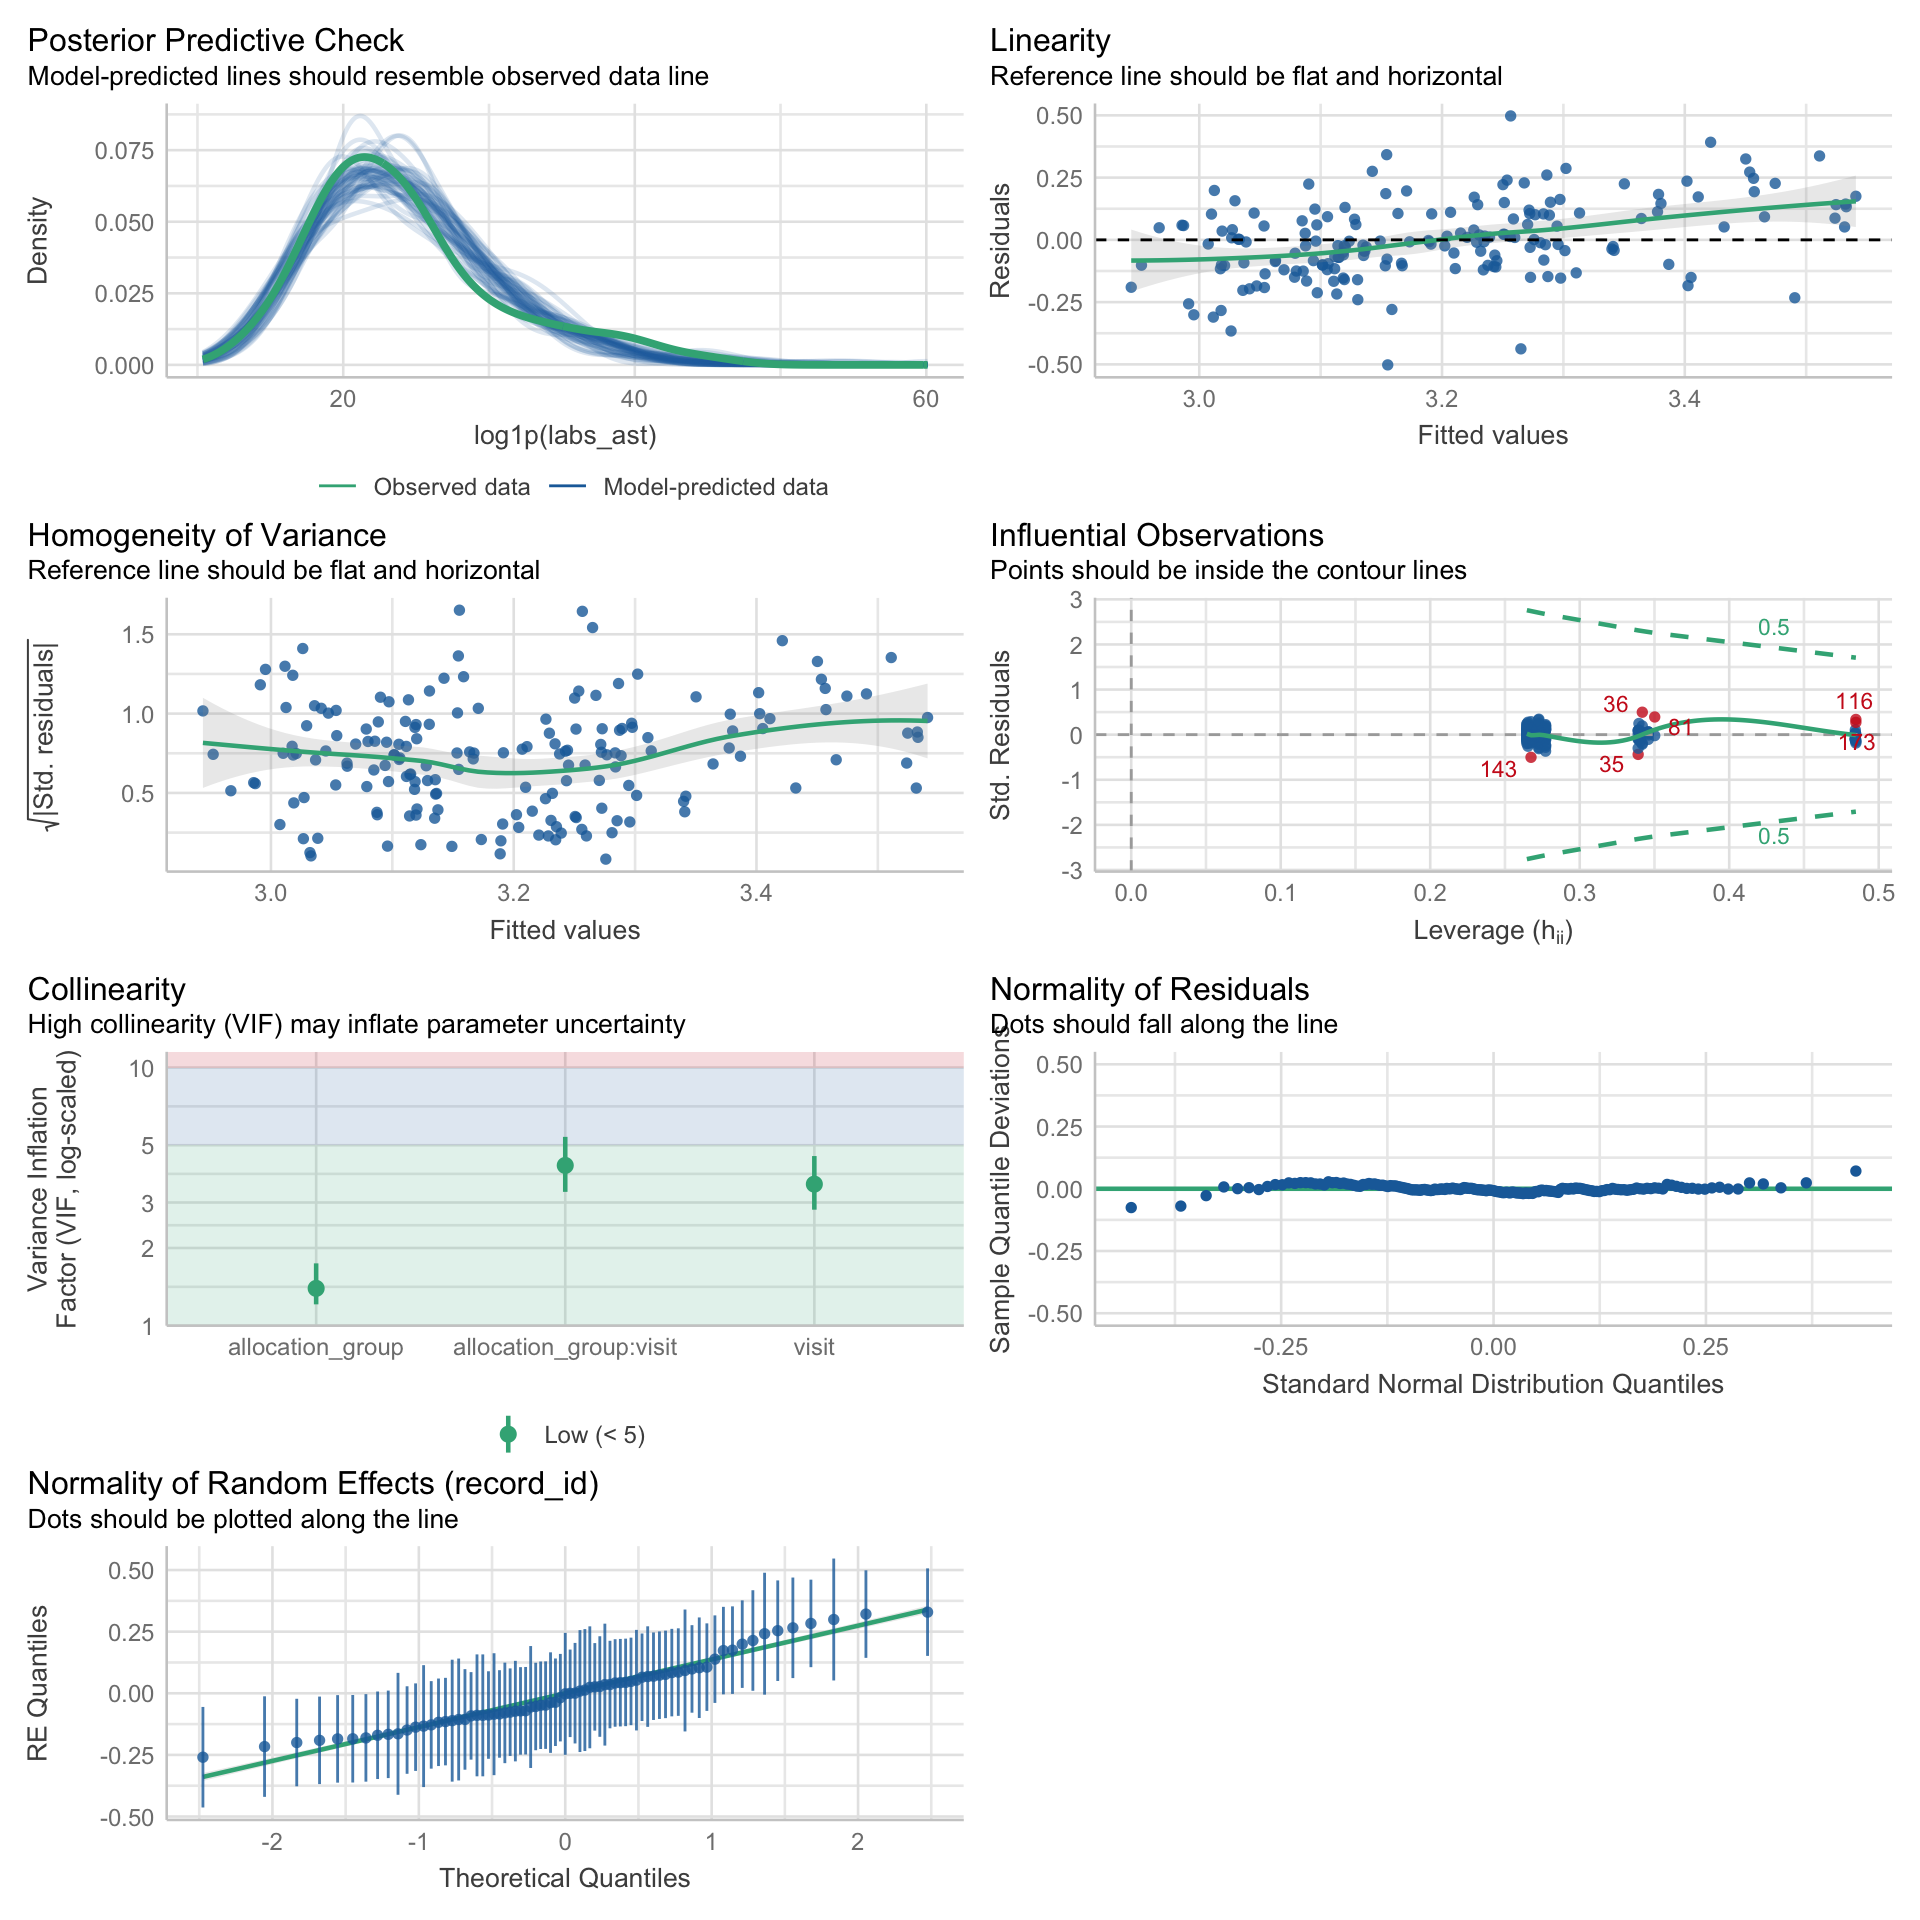 Posterior Predictive Check
Model-predicted lines should resemble observed data line
Density
0.075
0.050
0.025
0.000
20
40
60
log1p(labs_ast)
Observed data
Model-predicted data
Linearity
Reference line should be flat and horizontal
Residuals
0.50
0.25
0.00
-0.25
-0.50
3.0
3.2
3.4
Fitted values
Homogeneity of Variance
Reference line should be flat and horizontal
√|Std. residuals|
1.5
1.0
0.5
3.0
3.2
3.4
Fitted values
Influential Observations
Points should be inside the contour lines
Std. Residuals
3
2
1
0
-1
-2
-3
0.5
36
116
81
173
143
35
0.5
0.0
0.1
0.2
0.3
0.4
0.5
Leverage (hii)
Collinearity
High collinearity (VIF) may inflate parameter uncertainty
Variance Inflation
Factor (VIF, log-scaled)
10
5
3
2
1
allocation_group
allocation_group:visit
visit
Low (< 5)
Normality of Residuals
Dots should fall along the line
Sample Quantile Deviations
0.50
0.25
0.00
-0.25
-0.50
-0.25
0.00
0.25
Standard Normal Distribution Quantiles
Normality of Random Effects (record_id)
Dots should be plotted along the line
RE Quantiles
0.50
0.25
0.00
-0.25
-0.50
-2
-1
0
1
2
Theoretical Quantiles